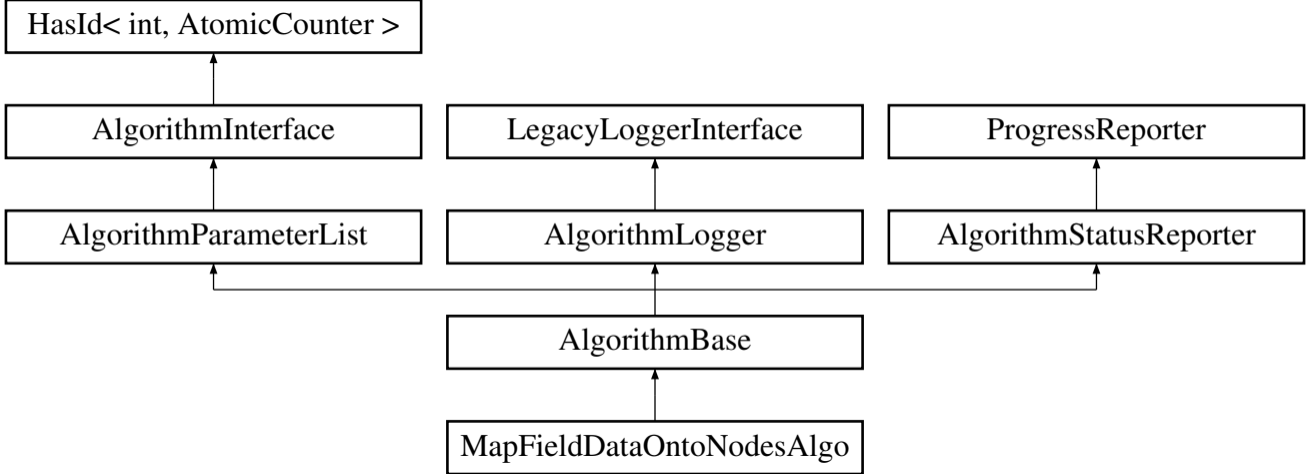 HasId< int, AtomicCounter >
AlgorithmInterface
LegacyLoggerInterface
ProgressReporter
AlgorithmParameterList
AlgorithmLogger
AlgorithmStatusReporter
AlgorithmBase
MapFieldDataOntoNodesAlgo